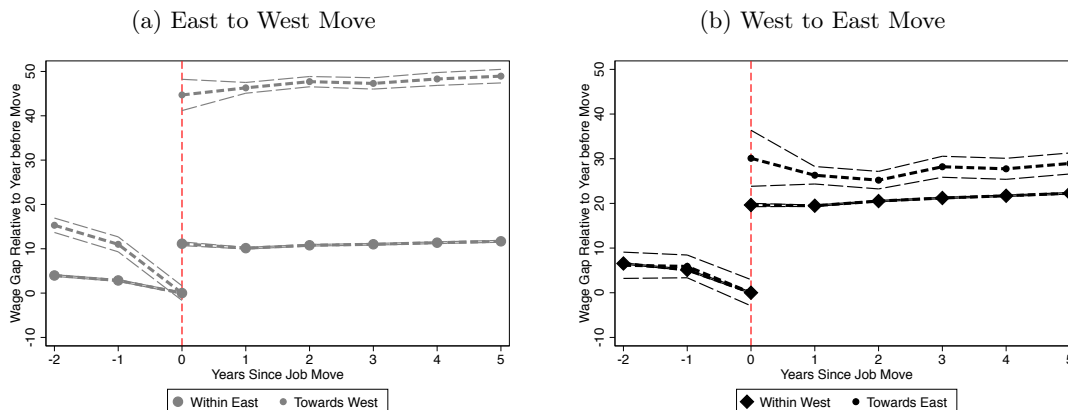 (a) East to West Move
Wage Gap Relative to Year before Move
50
40
30
20
10
0
-10
-2 -1 0 1 2 3 4 5
Years Since Job Move
Within East Towards West
(b) West to East Move
Wage Gap Relative to Year before Move
50
40
30
20
10
0
-10
-2 -1 0 1 2 3 4 5
Years Since Job Move
Within West Towards East